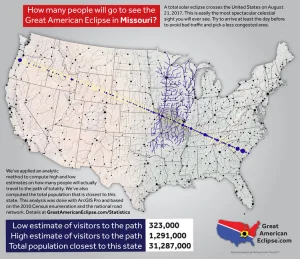 How many people will go to see the
Great American Eclipse in Missouri?
A total solar eclipse crosses the United States on August
21, 2017. This is easily the most spectacular celestial
sight you will ever see. Try to arrive at least the day before
to avoid bad traffic and pick a less congested area.
We've applied an analytic
method to compute high and low
estimates on how many people will actually
travel to the path of totality. We've also
computed the total population that is closest to this
state. This analysis was done with ArcGIS Pro and based
on the 2010 Census enumeration and the national road
network. Details at GreatAmericanEclipse.com/Statistics
Low estimate of visitors to the path 323,000
High estimate of visitors to the path 1,291,000
Total population closest to this state 31,287,000
Great
American
Eclipse.com